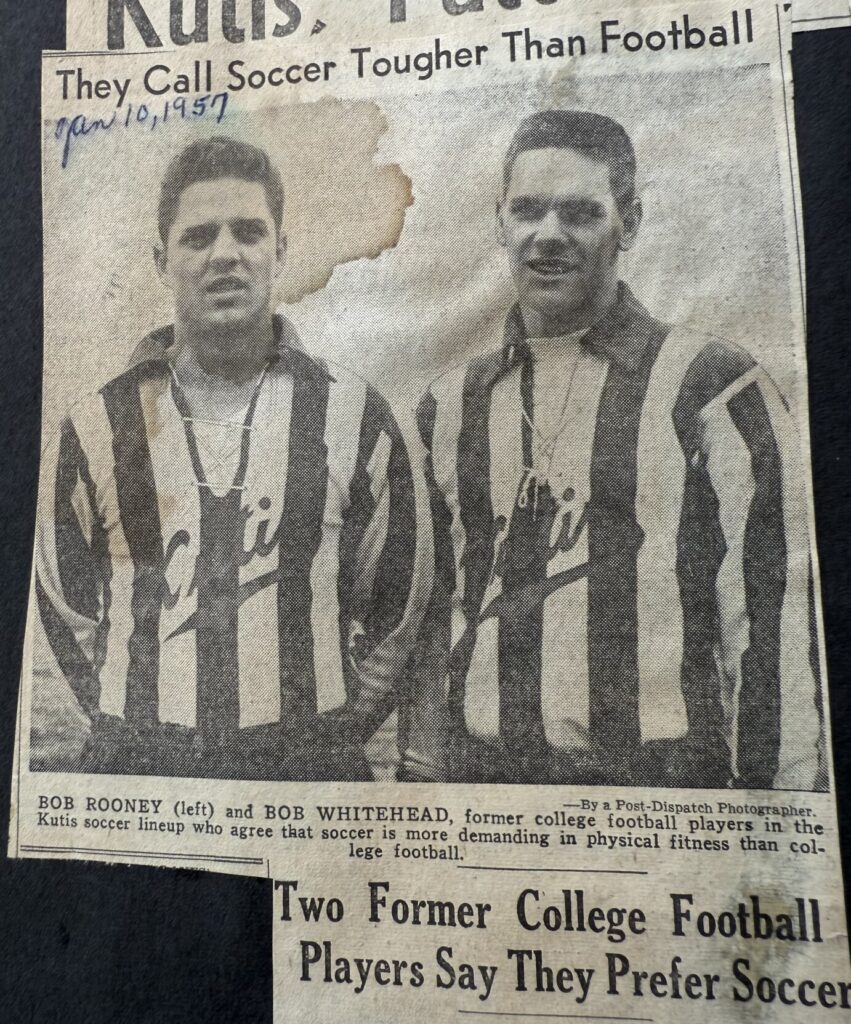 Kutis,
They Call Soccer Tougher Than Football
Jan 10, 1957
Kutis
Kutis
—By a Post-Dispatch Photographer.
BOB ROONEY (left) and BOB WHITEHEAD, former college football players in the
Kutis soccer lineup who agree that soccer is more demanding in physical fitness than col-
lege football.
Two Former College Football
Players Say They Prefer Soccer